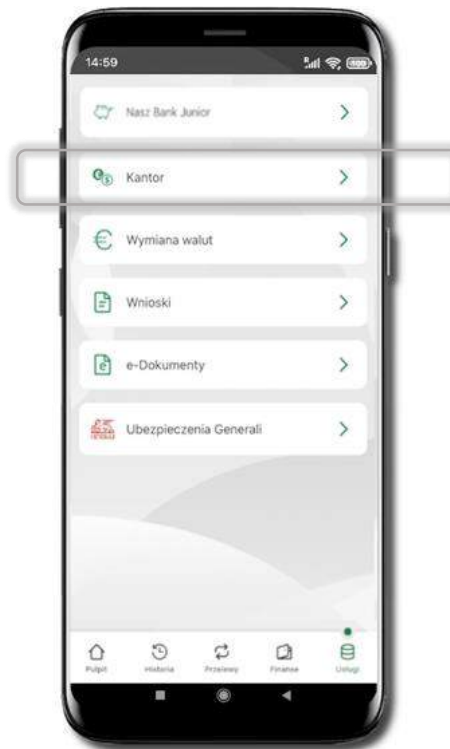 14:59
Nasz Bank Junior
Kantor
Wymiana walut
Wnioski
e-Dokumenty
Ubezpieczenia Generali
Pulpit
Historia
Przelewy
Finanse
Usługi